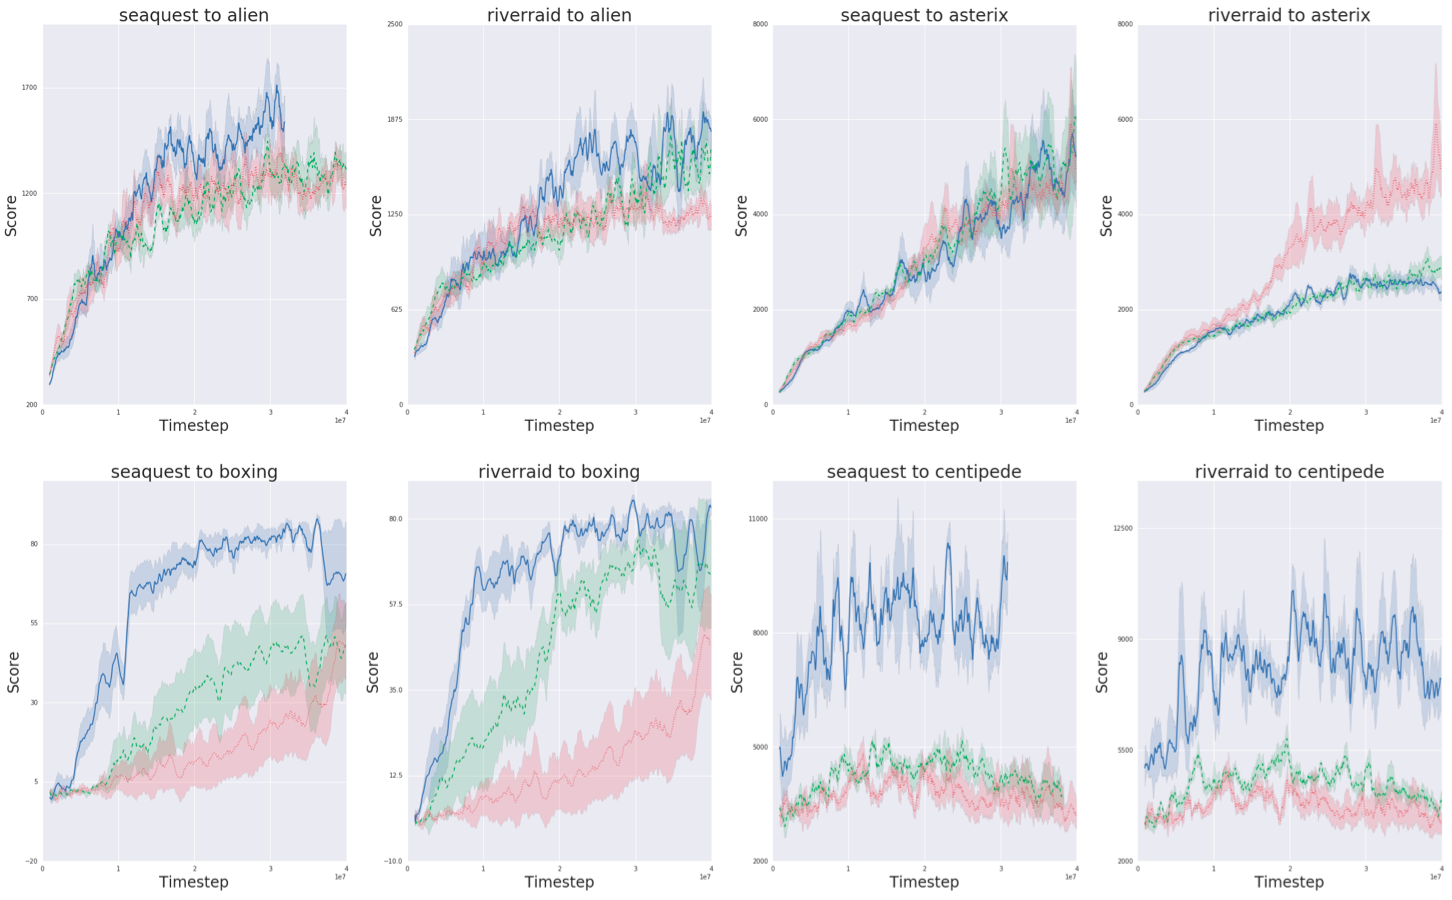 seaquest to alien
riverraid to alien
seaquest to asterix
riverraid to asterix
Score
1700
1200
700
200
0 1 2 3 4
1e7
Timestep
Score
2500
1875
1250
625
0
0 1 2 3 4
1e7
Timestep
Score
8000
6000
4000
2000
0
0 1 2 3 4
1e7
Timestep
Score
8000
6000
4000
2000
0
0 1 2 3 4
1e7
Timestep
seaquest to boxing
riverraid to boxing
seaquest to centipede
riverraid to centipede
Score
80
55
30
5
−20
0 1 2 3 4
1e7
Timestep
Score
80.0
57.5
35.0
12.5
−10.0
0 1 2 3 4
1e7
Timestep
Score
11000
8000
5000
2000
0 1 2 3 4
1e7
Timestep
Score
12500
9000
5500
2000
0 1 2 3 4
1e7
Timestep